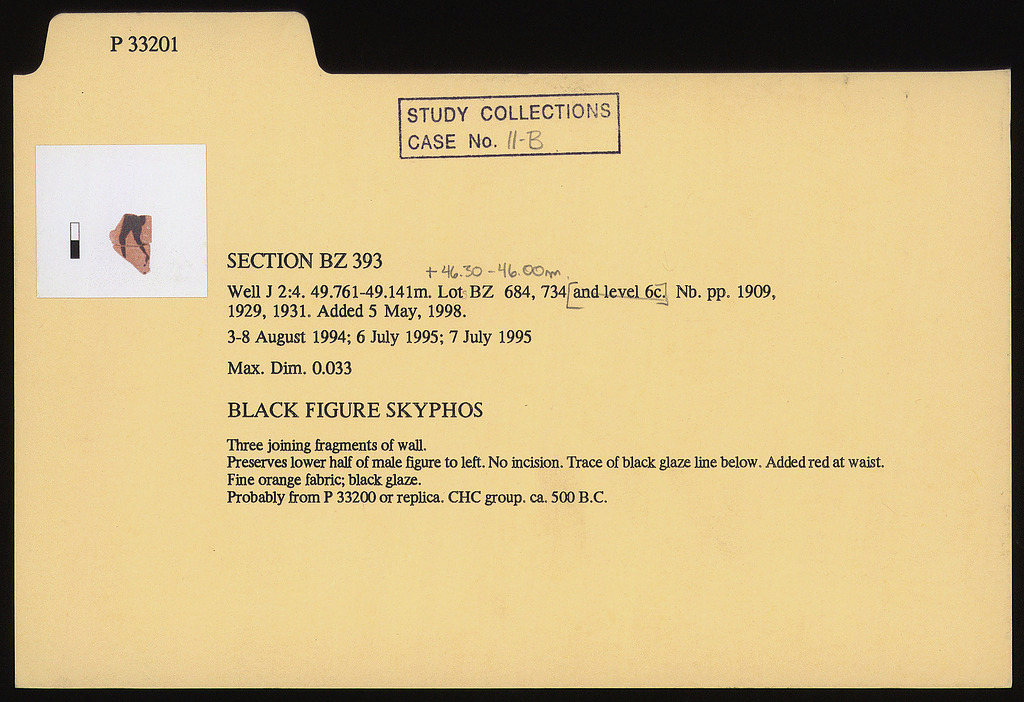 P 33201
STUDY COLLECTIONS
CASE No. 11-B
SECTION BZ 393
+ 46.30 - 46.00m.
Well J 2:4. 49.761-49.141m. Lot BZ 684, 734 [and level 6c.] Nb. pp. 1909,
1929, 1931. Added 5 May, 1998.
3-8 August 1994; 6 July 1995; 7 July 1995
Max. Dim. 0.033
BLACK FIGURE SKYPHOS
Three joining fragments of wall.
Preserves lower half of male figure to left. No incision. Trace of black glaze line below. Added red at waist.
Fine orange fabric; black glaze.
Probably from P 33200 or replica. CHC group. ca. 500 B.C.